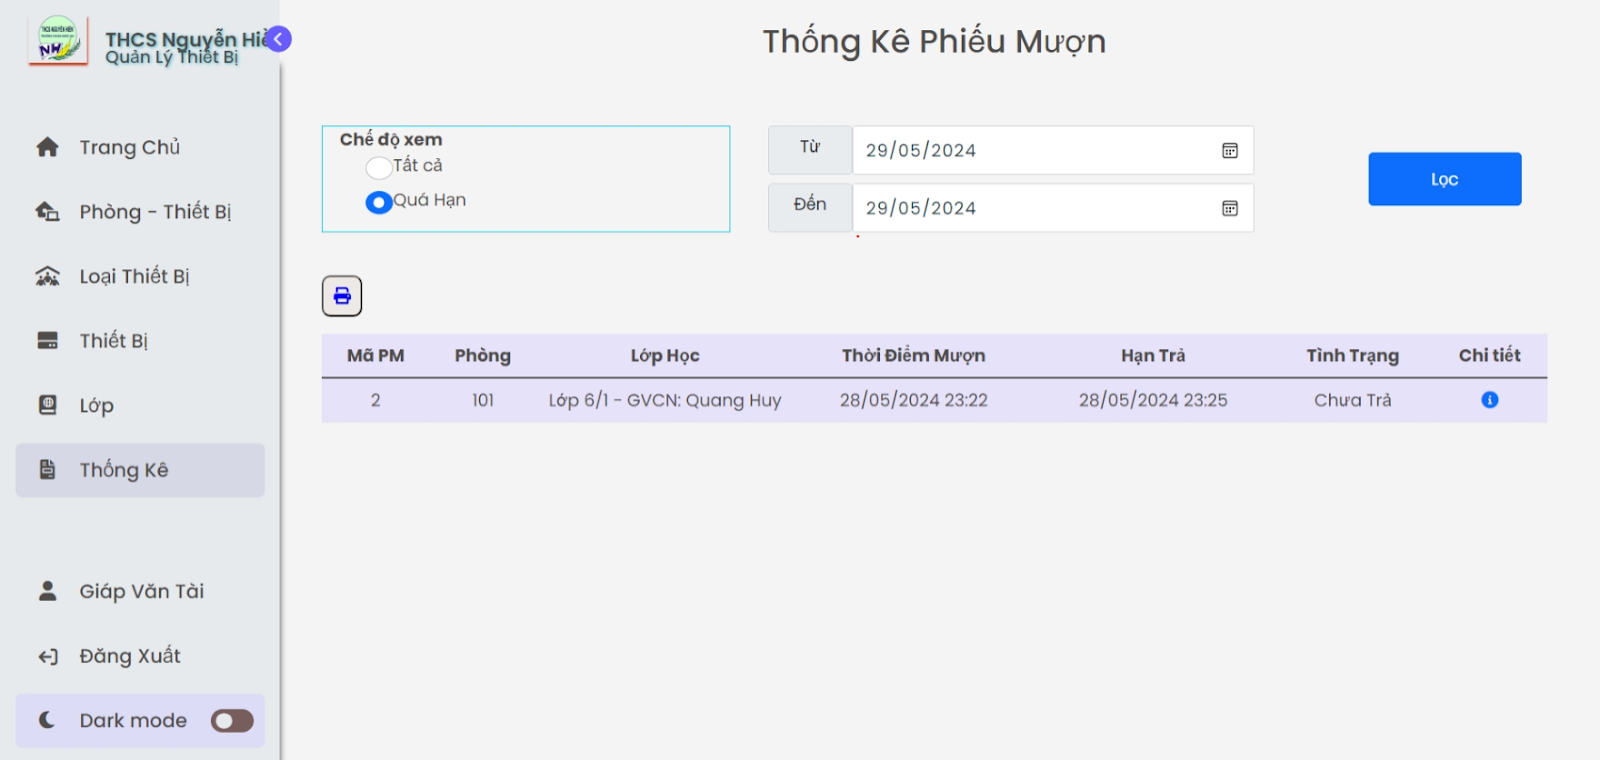 THCS Nguyễn Hiề
Quản Lý Thiết Bị
Trang Chủ
Phòng - Thiết Bị
Loại Thiết Bị
Thiết Bị
Lớp
Thống Kê
Giáp Văn Tài
Đăng Xuất
Dark mode
Thống Kê Phiếu Mượn
Chế độ xem
Tất cả
Quá Hạn
Từ 29/05/2024
Đến 29/05/2024
Lọc
Mã PM Phòng Lớp Học Thời Điểm Mượn Hạn Trả Tình Trạng Chi tiết
2 101 Lớp 6/1 - GVCN: Quang Huy 28/05/2024 23:22 28/05/2024 23:25 Chưa Trả